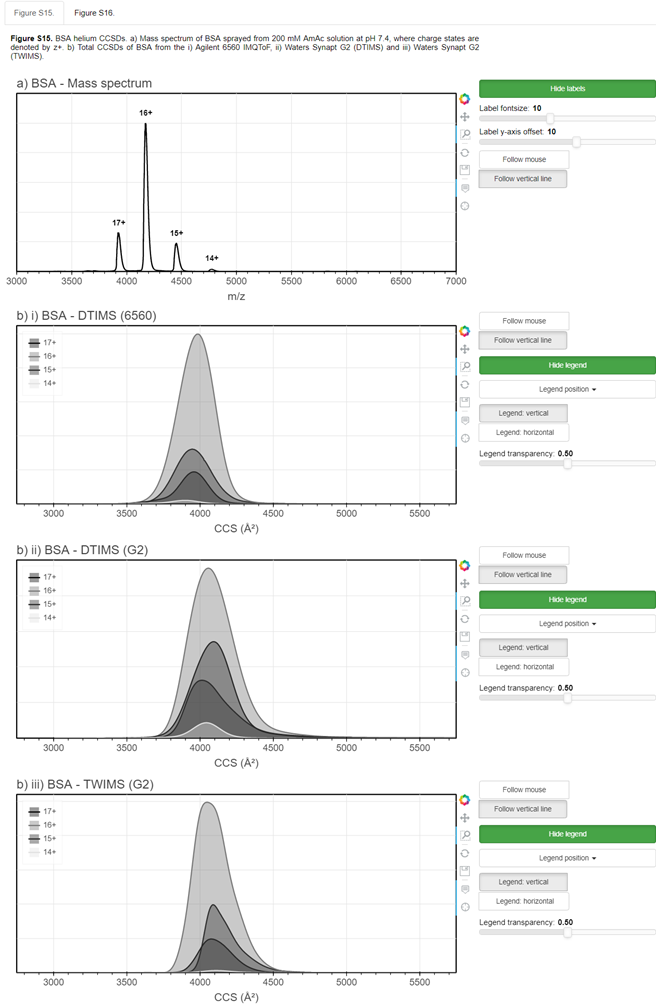 Figure S15. Figure S16.
Figure S15. BSA helium CCSDs. a) Mass spectrum of BSA sprayed from 200 mM AmAc solution at pH 7.4, where charge states are
denoted by z+. b) Total CCSDs of BSA from the i) Agilent 6560 IMQToF, ii) Waters Synapt G2 (DTIMS) and iii) Waters Synapt G2
(TWIMS).
a) BSA - Mass spectrum
Hide labels
Label fontsize: 10
Label y-axis offset: 10
Follow mouse
Follow vertical line
16+
17+
15+
14+
3000 3500 4000 4500 5000 5500 6000 6500 7000
m/z
b) i) BSA - DTIMS (6560)
Follow mouse
Follow vertical line
Hide legend
Legend position
Legend: vertical
Legend: horizontal
Legend transparency: 0.50
17+
16+
15+
14+
3000 3500 4000 4500 5000 5500
CCS (Å²)
b) ii) BSA - DTIMS (G2)
Follow mouse
Follow vertical line
Hide legend
Legend position
Legend: vertical
Legend: horizontal
Legend transparency: 0.50
17+
16+
15+
14+
3000 3500 4000 4500 5000 5500
CCS (Å²)
b) iii) BSA - TWIMS (G2)
Follow mouse
Follow vertical line
Hide legend
Legend position
Legend: vertical
Legend: horizontal
Legend transparency: 0.50
17+
16+
15+
14+
3000 3500 4000 4500 5000 5500
CCS (Å²)